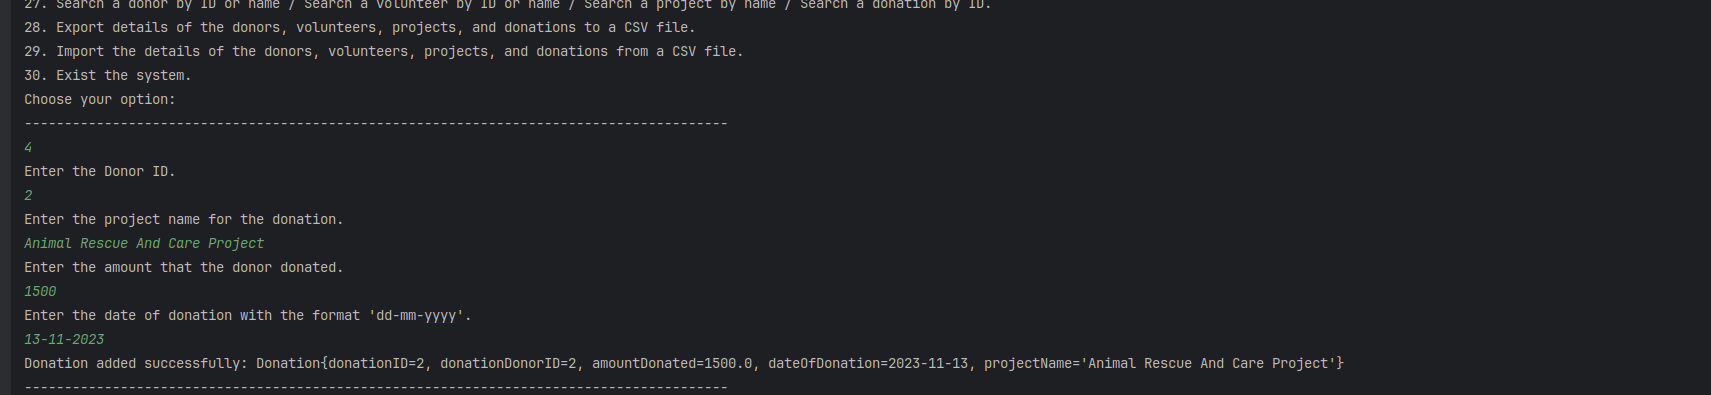 27. Search a donor by ID or name / Search a volunteer by ID or name / Search a project by name / Search a donation by ID.
28. Export details of the donors, volunteers, projects, and donations to a CSV file.
29. Import the details of the donors, volunteers, projects, and donations from a CSV file.
30. Exist the system.
Choose your option:
----------------------------------------------------------------------------------------
4
Enter the Donor ID.
2
Enter the project name for the donation.
Animal Rescue And Care Project
Enter the amount that the donor donated.
1500
Enter the date of donation with the format 'dd-mm-yyyy'.
13-11-2023
Donation added successfully: Donation{donationID=2, donationDonorID=2, amountDonated=1500.0, dateOfDonation=2023-11-13, projectName='Animal Rescue And Care Project'}
----------------------------------------------------------------------------------------